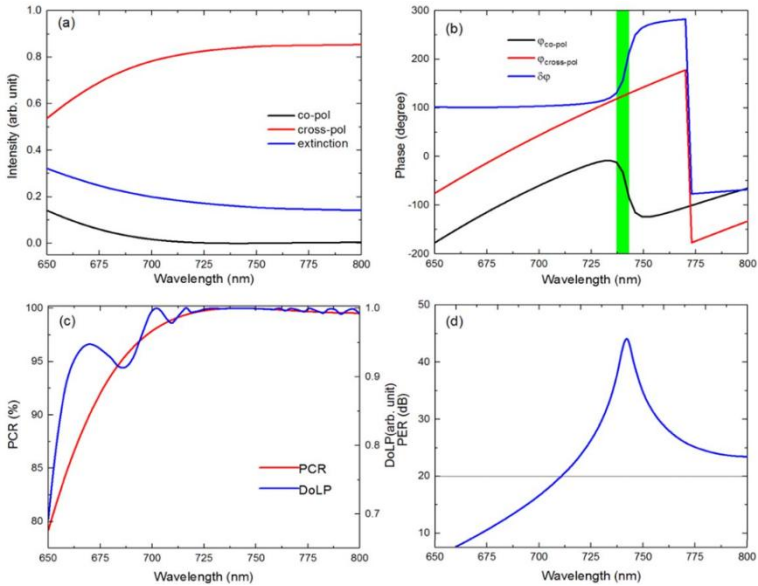 (a)
Intensity (arb. unit)
1.0
0.8
0.6
0.4
0.2
0.0
co-pol
cross-pol
extinction
650 675 700 725 750 775 800
Wavelength (nm)
(b)
Phase (degree)
300
200
100
0
-100
-200
φco-pol
φcross-pol
δφ
650 675 700 725 750 775 800
Wavelength (nm)
(c)
PCR (%)
100
95
90
85
80
PCR
DoLP
1.0
0.9
0.8
0.7
DoLP(arb. unit)
650 675 700 725 750 775 800
Wavelength (nm)
(d)
PER (dB)
50
40
30
20
10
650 675 700 725 750 775 800
Wavelength (nm)